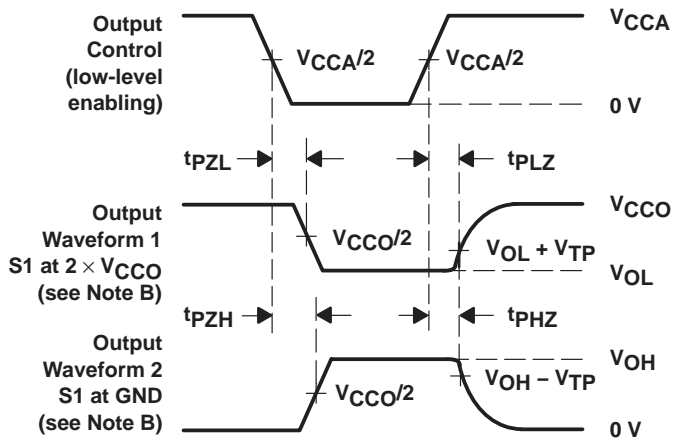 Output
Control
(low-level
enabling)
VCCA/2
VCCA/2
VCCA
0 V
tPZL
tPLZ
Output
Waveform 1
S1 at 2 × VCCO
(see Note B)
VCCO/2
VCCO
VOL + VTP
VOL
tPZH
tPHZ
Output
Waveform 2
S1 at GND
(see Note B)
VCCO/2
VOH
VOH − VTP
0 V